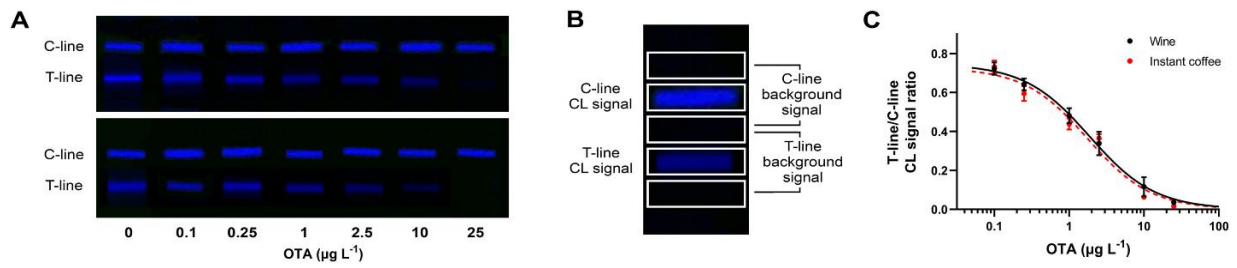 A
C-line
T-line
C-line
T-line
0 0.1 0.25 1 2.5 10 25
OTA (µg L⁻¹)
B
C-line
CL signal
T-line
CL signal
C-line
background
signal
T-line
background
signal
C
T-line/C-line
CL signal ratio
0.8
0.6
0.4
0.2
0.0
0.1 1 10 100
OTA (µg L⁻¹)
Wine
Instant coffee